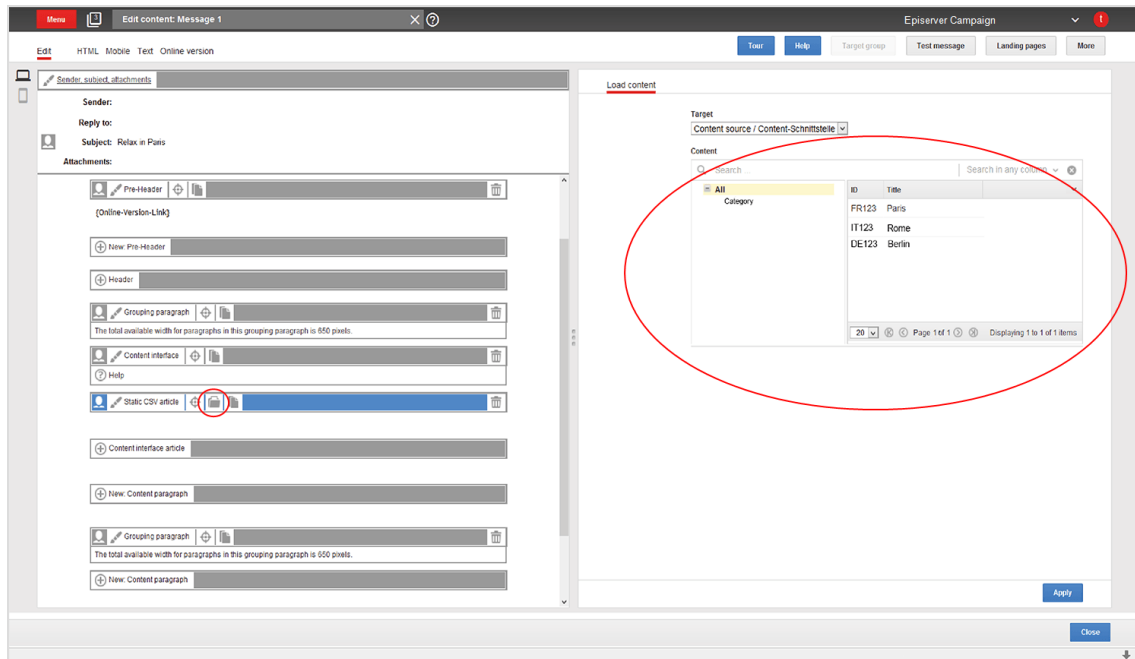 Menu 3 Edit content: Message 1 Episerver Campaign t
Edit HTML Mobile Text Online version Tour Help Target group Test message Landing pages More
Sender, subject, attachments
Sender:
Reply to:
Subject: Relax in Paris
Attachments:
Pre-Header
{Online-Version-Link}
New: Pre-Header
Header
Grouping paragraph
The total available width for paragraphs in this grouping paragraph is 650 pixels.
Content interface
Help
Static CSV article
Content interface article
New: Content paragraph
Grouping paragraph
The total available width for paragraphs in this grouping paragraph is 650 pixels.
New: Content paragraph
Load content
Target
Content source / Content-Schnittstelle
Content
Search ... Search in any column
All
Category
ID Title
FR123 Paris
IT123 Rome
DE123 Berlin
20 Page 1 of 1 Displaying 1 to 1 of 1 items
Apply
Close